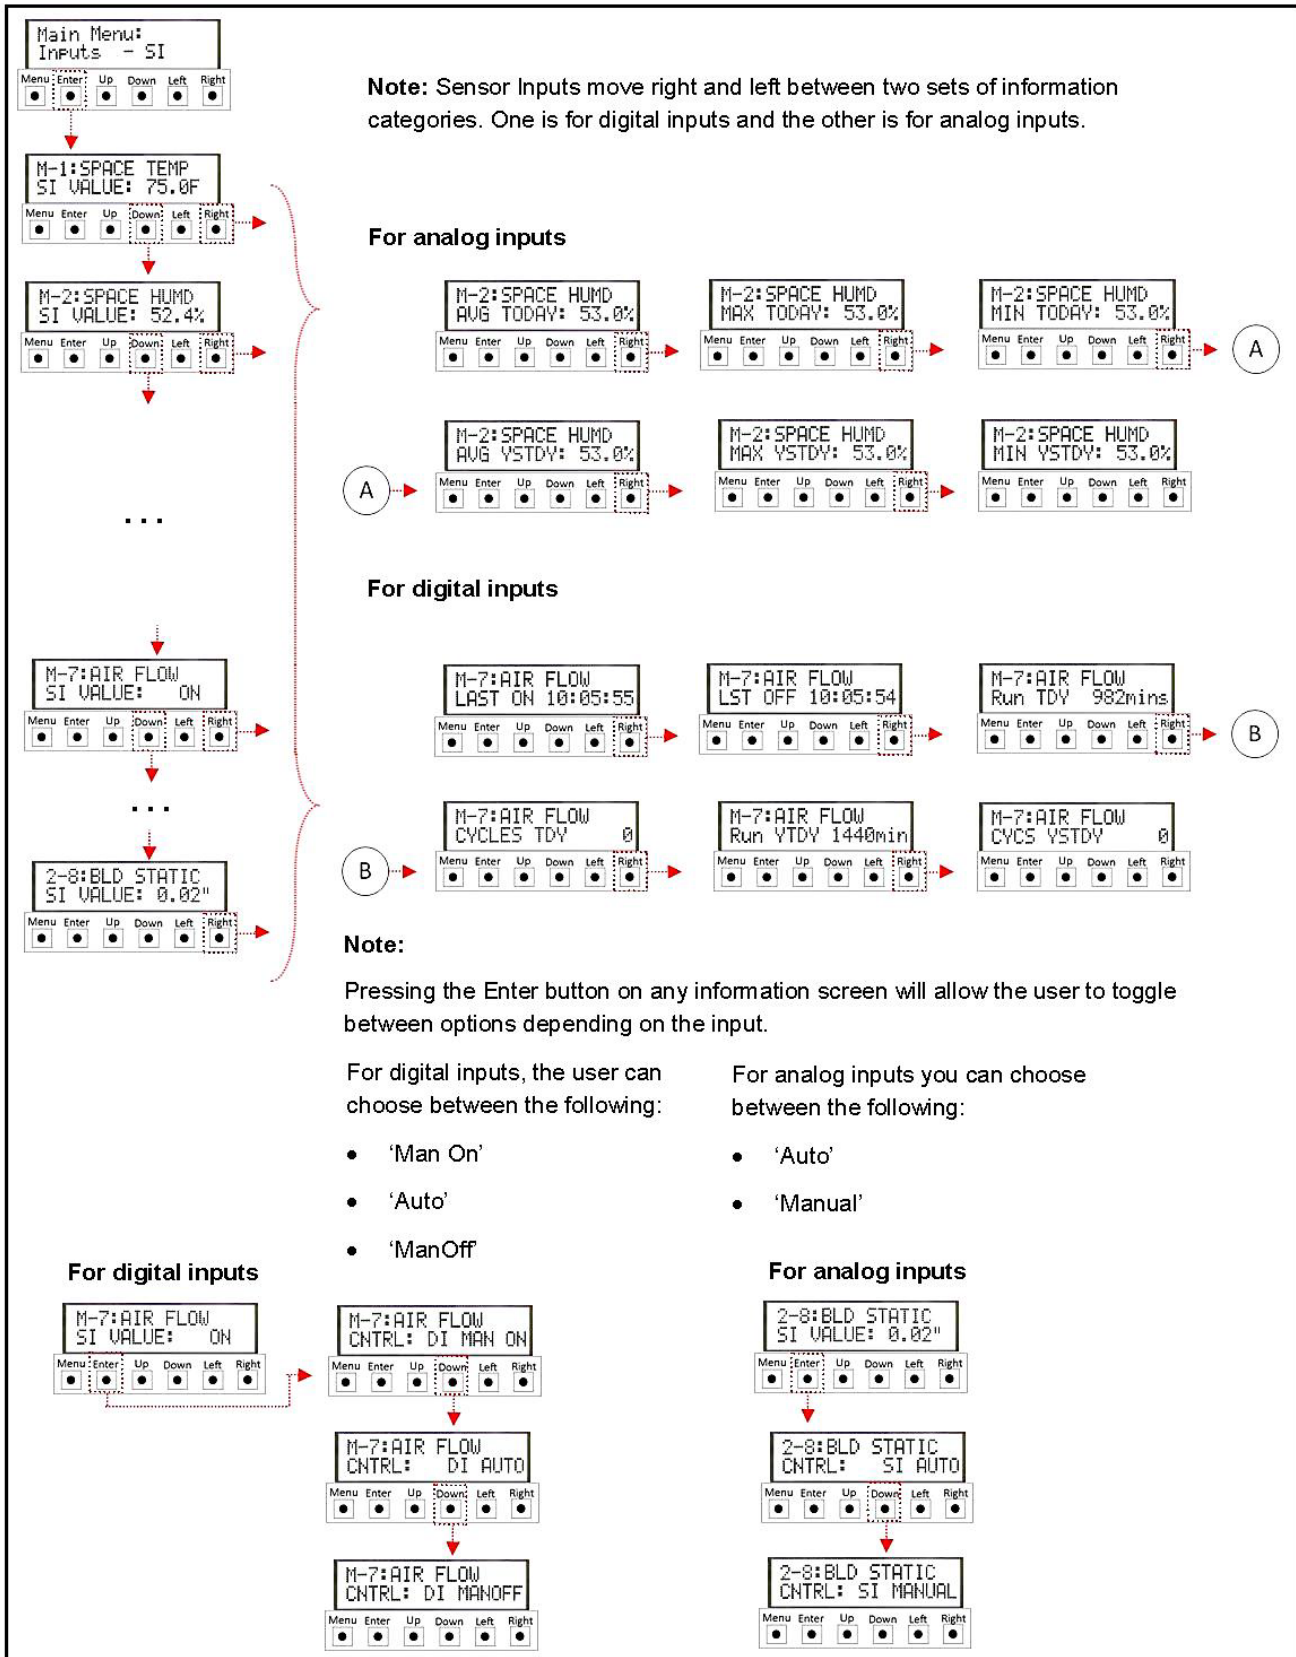 Main Menu:
Inputs - SI
Menu Enter Up Down Left Right
Note: Sensor Inputs move right and left between two sets of information
categories. One is for digital inputs and the other is for analog inputs.
M-1:SPACE TEMP
SI VALUE: 75.0F
Menu Enter Up Down Left Right
For analog inputs
M-2:SPACE HUMD
SI VALUE: 52.4%
Menu Enter Up Down Left Right
M-2:SPACE HUMD
AVG TODAY: 53.0%
Menu Enter Up Down Left Right
M-2:SPACE HUMD
MAX TODAY: 53.0%
Menu Enter Up Down Left Right
M-2:SPACE HUMD
MIN TODAY: 53.0%
Menu Enter Up Down Left Right
A
A
M-2:SPACE HUMD
AVG YSTDY: 53.0%
Menu Enter Up Down Left Right
M-2:SPACE HUMD
MAX YSTDY: 53.0%
Menu Enter Up Down Left Right
M-2:SPACE HUMD
MIN YSTDY: 53.0%
Menu Enter Up Down Left Right
...
For digital inputs
M-7:AIR FLOW
SI VALUE: ON
Menu Enter Up Down Left Right
M-7:AIR FLOW
LAST ON 10:05:55
Menu Enter Up Down Left Right
M-7:AIR FLOW
LST OFF 10:05:54
Menu Enter Up Down Left Right
M-7:AIR FLOW
Run TDY 982mins
Menu Enter Up Down Left Right
B
...
B
M-7:AIR FLOW
CYCLES TDY 0
Menu Enter Up Down Left Right
M-7:AIR FLOW
Run YTDY 1440min
Menu Enter Up Down Left Right
M-7:AIR FLOW
CYCS YSTDY 0
Menu Enter Up Down Left Right
2-8:BLD STATIC
SI VALUE: 0.02"
Menu Enter Up Down Left Right
Note:
Pressing the Enter button on any information screen will allow the user to toggle
between options depending on the input.
For digital inputs, the user can
choose between the following:
• 'Man On'
• 'Auto'
• 'ManOff'
For analog inputs you can choose
between the following:
• 'Auto'
• 'Manual'
For digital inputs
M-7:AIR FLOW
SI VALUE: ON
Menu Enter Up Down Left Right
M-7:AIR FLOW
CNTRL: DI MAN ON
Menu Enter Up Down Left Right
M-7:AIR FLOW
CNTRL: DI AUTO
Menu Enter Up Down Left Right
M-7:AIR FLOW
CNTRL: DI MANOFF
Menu Enter Up Down Left Right
For analog inputs
2-8:BLD STATIC
SI VALUE: 0.02"
Menu Enter Up Down Left Right
2-8:BLD STATIC
CNTRL: SI AUTO
Menu Enter Up Down Left Right
2-8:BLD STATIC
CNTRL: SI MANUAL
Menu Enter Up Down Left Right